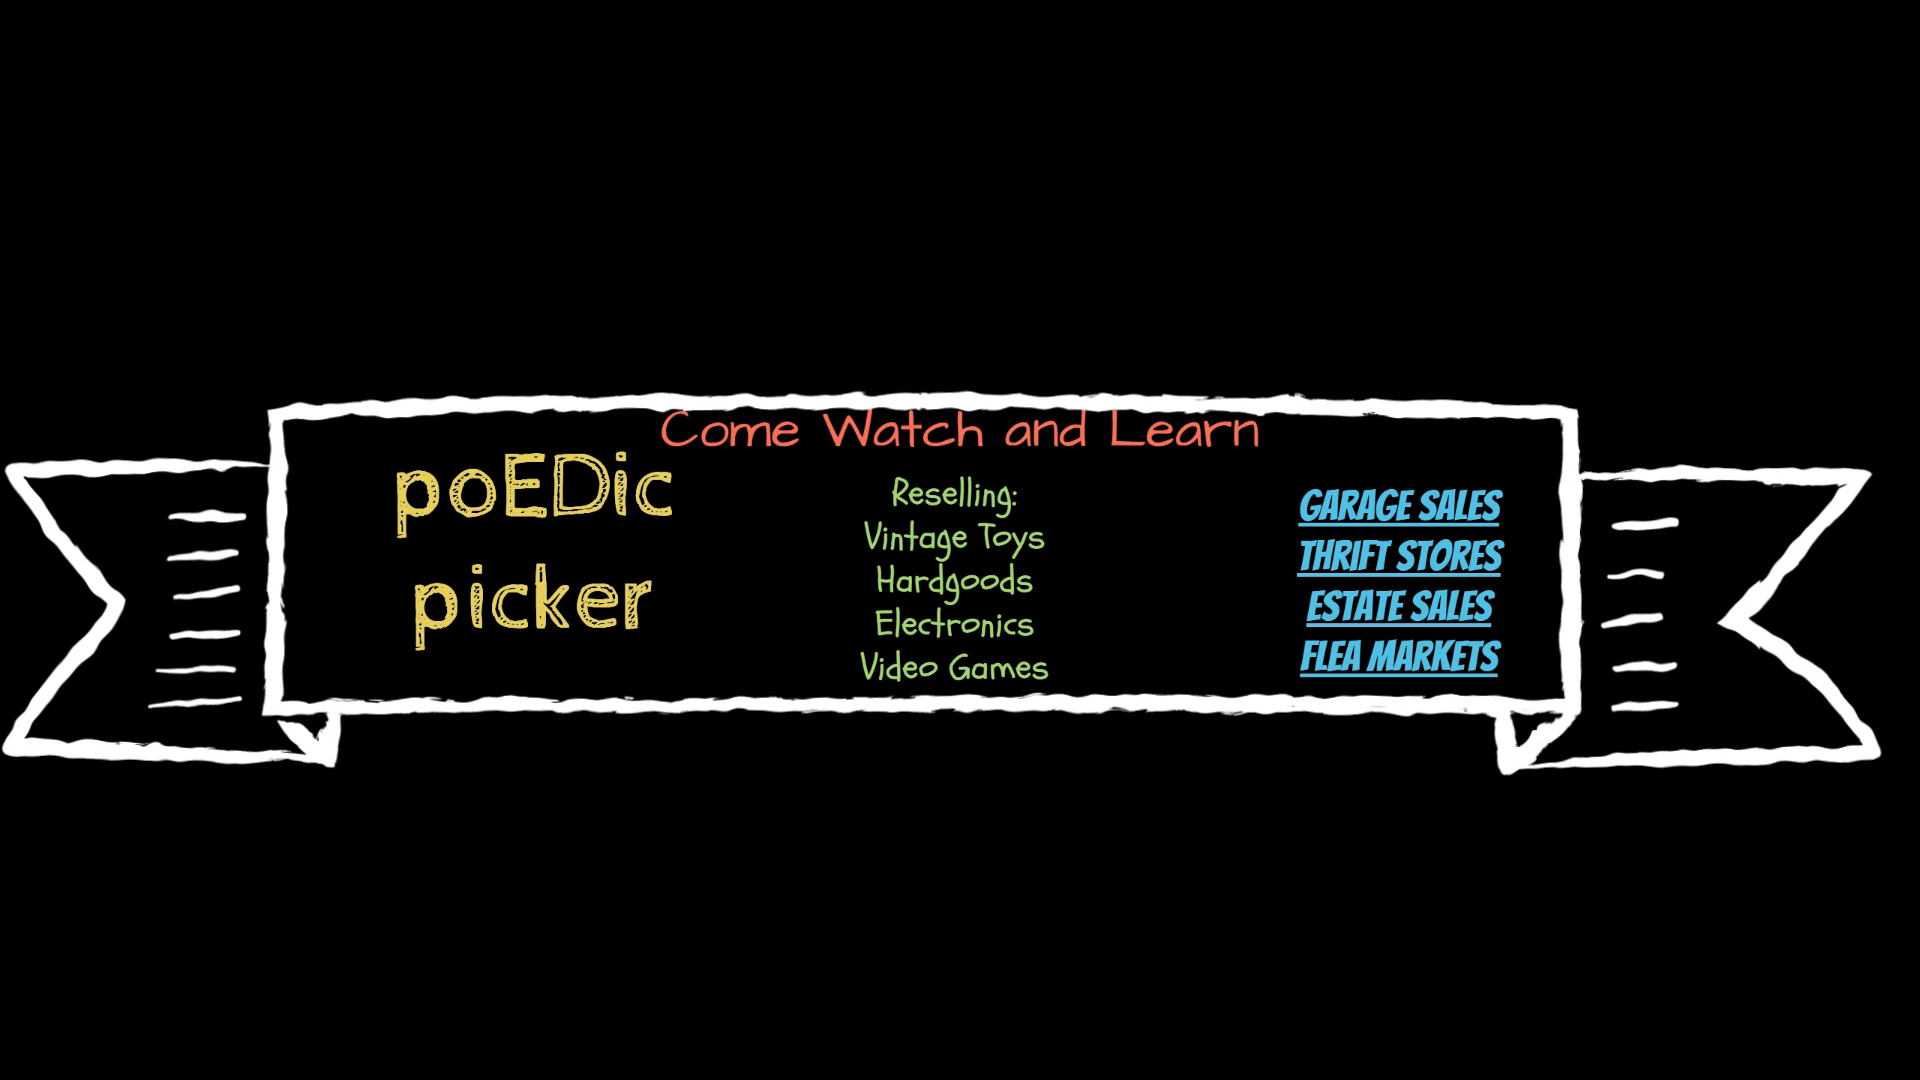 Come Watch and Learn
poEDic
picker
Reselling:
Vintage Toys
Hardgoods
Electronics
Video Games
GARAGE SALES
THRIFT STORES
ESTATE SALES
FLEA MARKETS